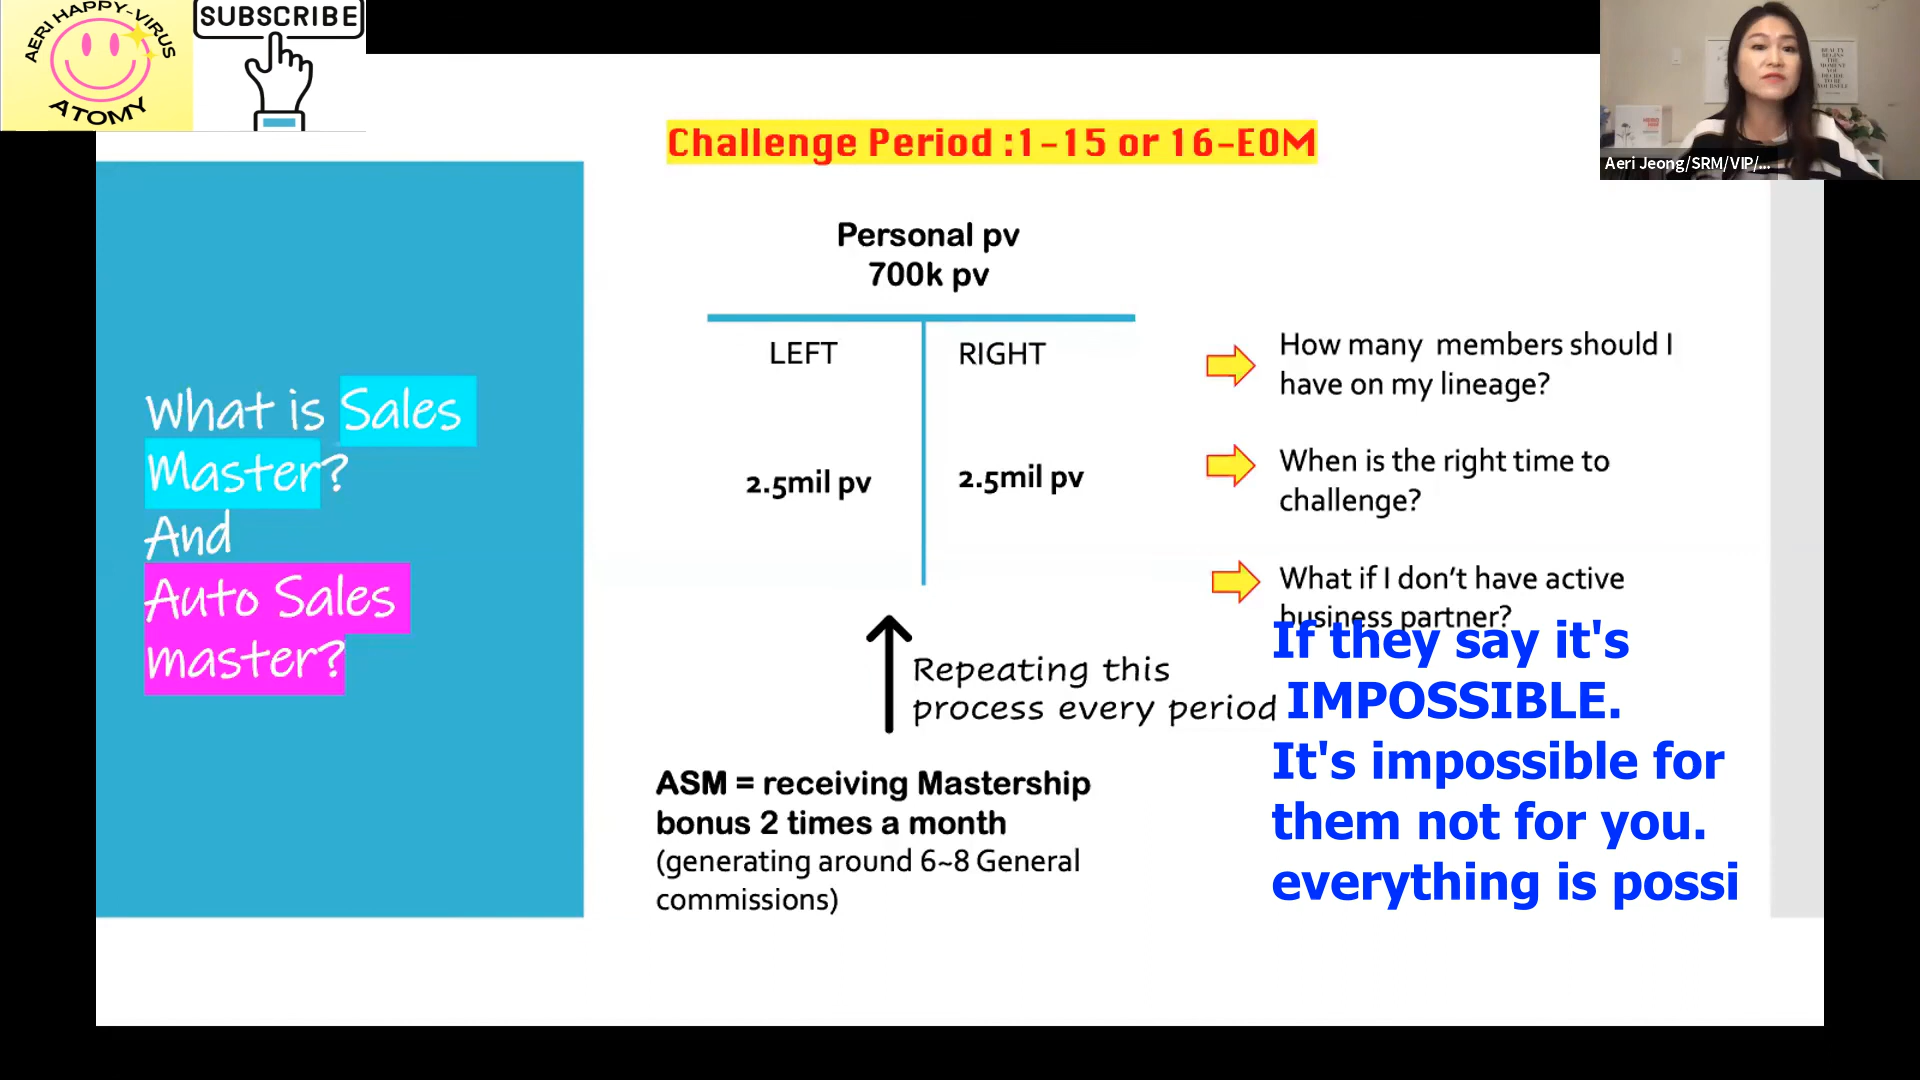 AERI HAPPY-VIRUS
ATOMY
SUBSCRIBE
Challenge Period :1-15 or 16-EOM
Aeri Jeong/SRM/VIP/...
What is Sales
Master?
And
Auto Sales
master?
Personal pv
700k pv
LEFT
RIGHT
2.5mil pv
2.5mil pv
Repeating this
process every period
ASM = receiving Mastership
bonus 2 times a month
(generating around 6~8 General
commissions)
How many members should I
have on my lineage?
When is the right time to
challenge?
What if I don't have active
business partner?
If they say it's
IMPOSSIBLE.
It's impossible for
them not for you.
everything is possi